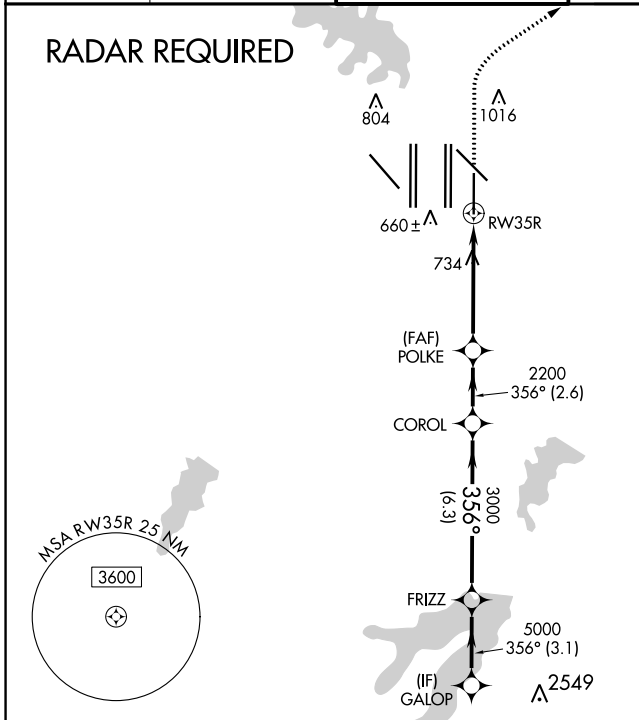 RADAR REQUIRED
804
1016
660±
RW35R
734
(FAF)
POLKE
2200
356° (2.6)
COROL
3000
356°
(6.3)
MSA RW35R 25 NM
3600
FRIZZ
5000
356° (3.1)
(IF)
GALOP
2549